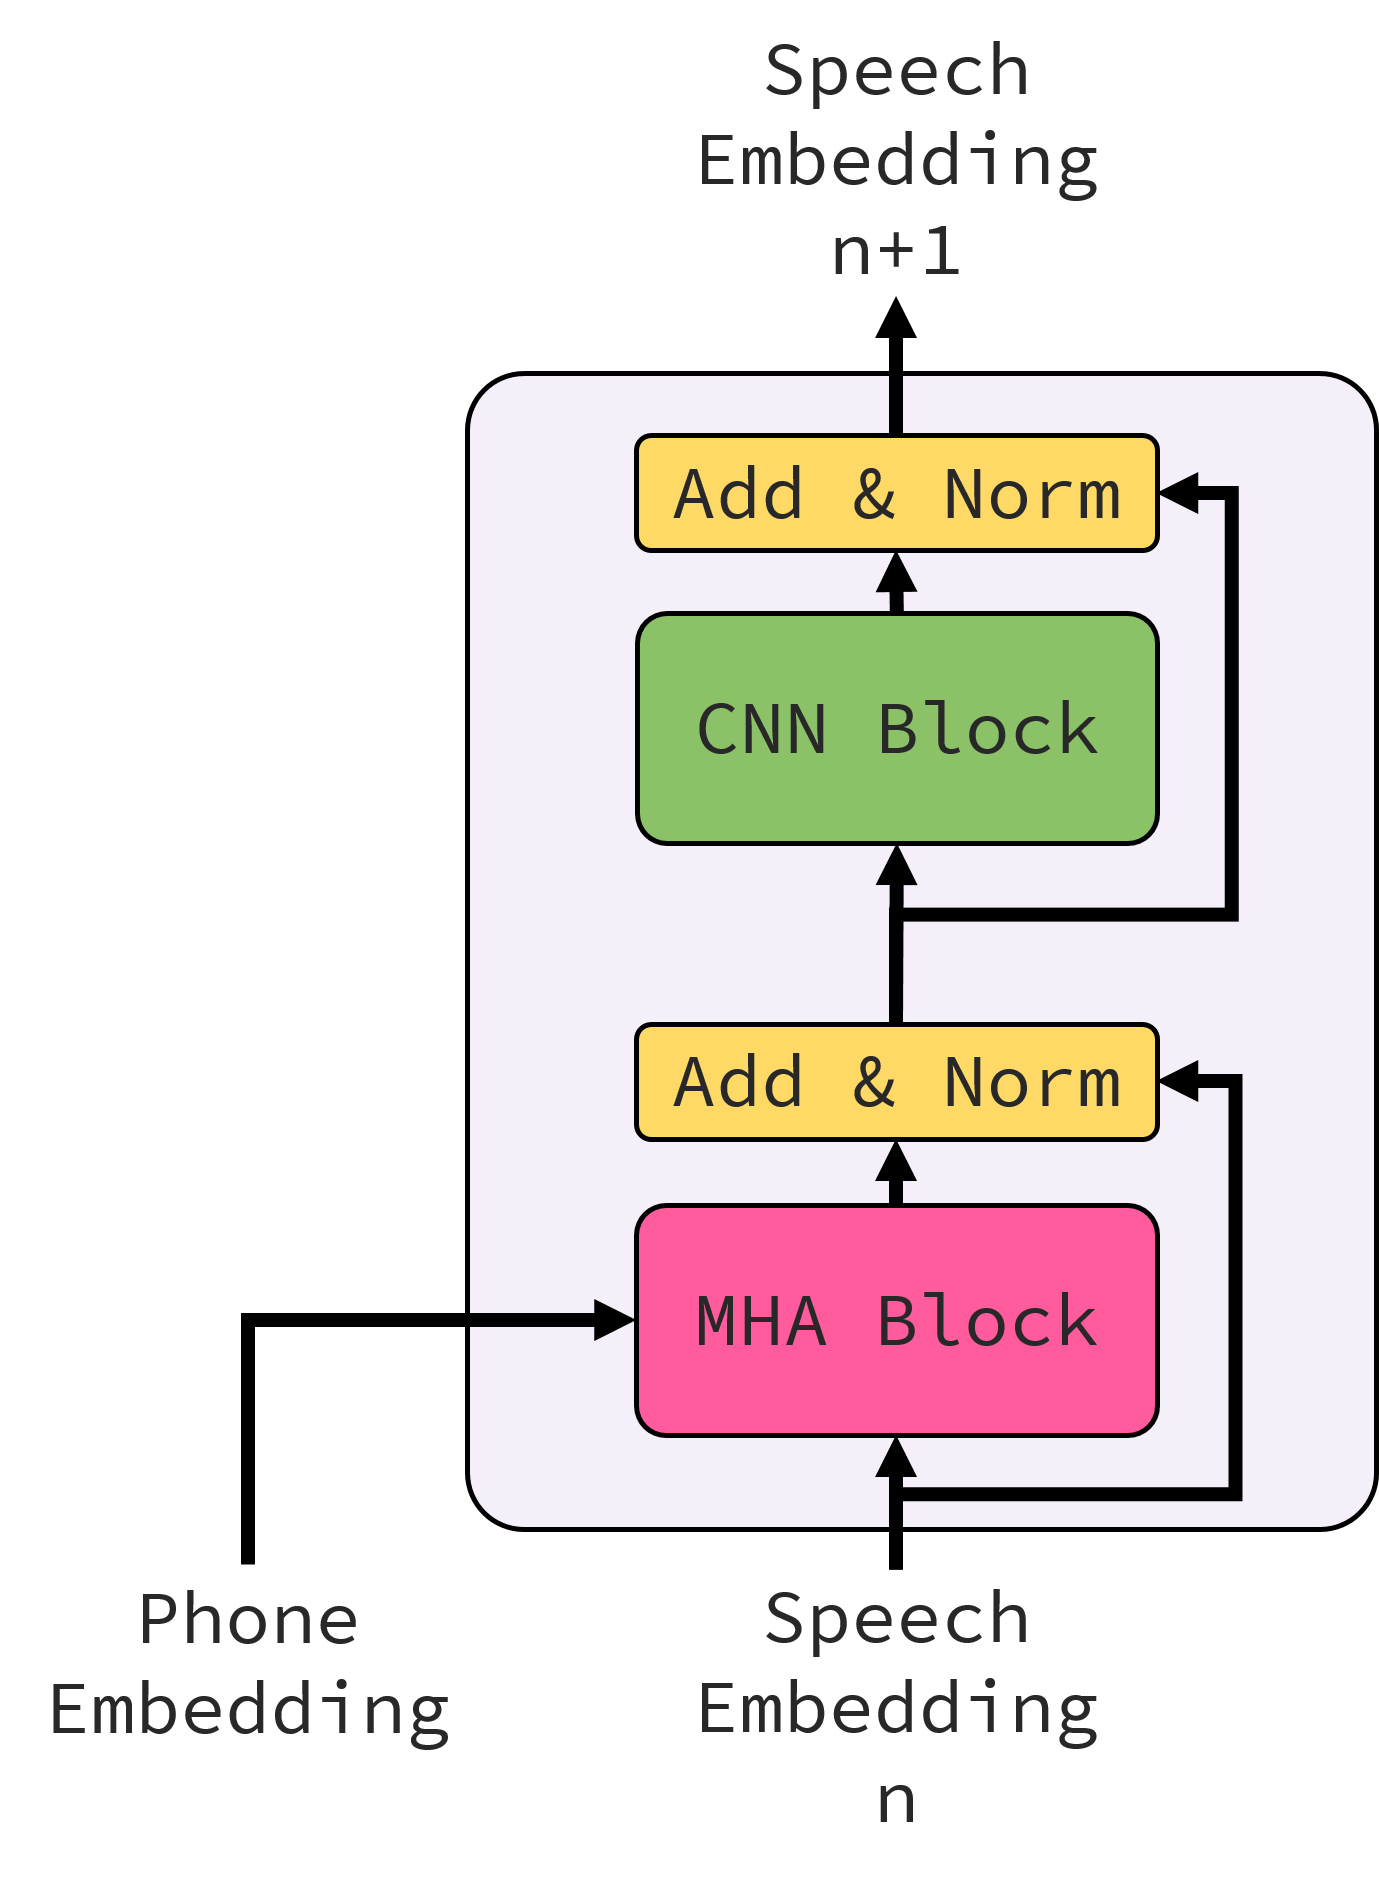 Speech
Embedding
n+1
Add & Norm
CNN Block
Add & Norm
MHA Block
Phone
Embedding
Speech
Embedding
n